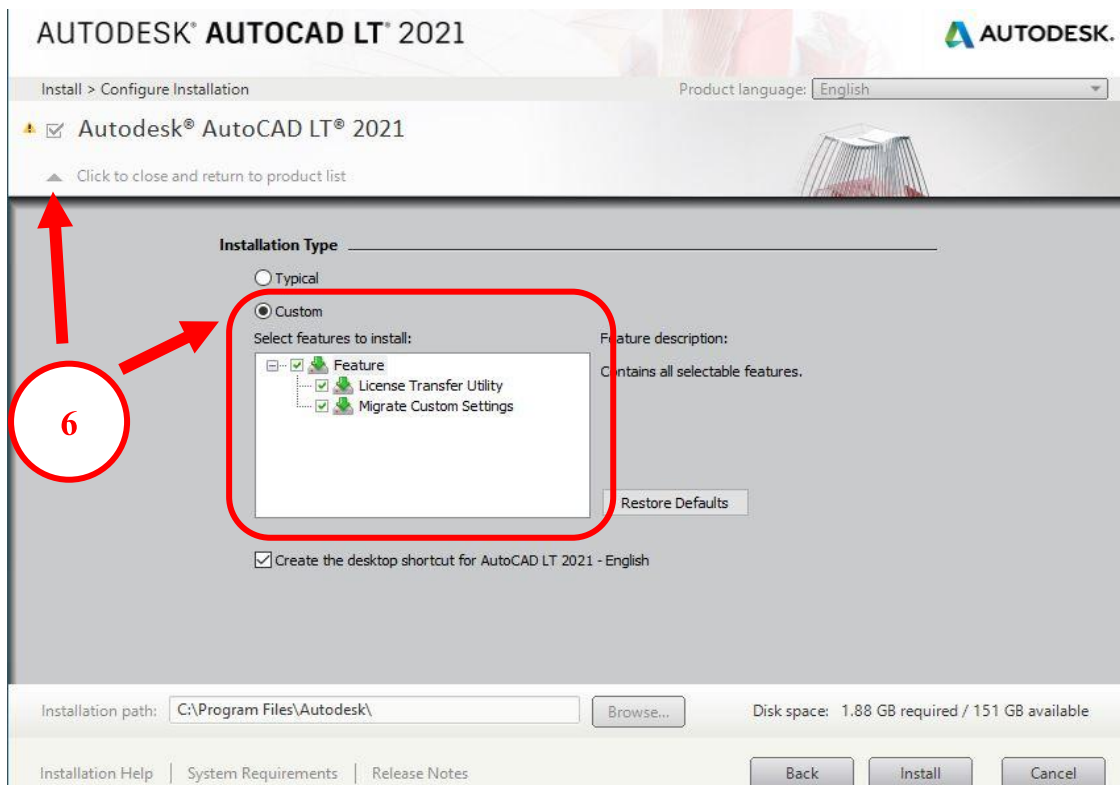 AUTODESK® AUTOCAD LT® 2021
AUTODESK.
Install > Configure Installation
Product language: English
Autodesk® AutoCAD LT® 2021
Click to close and return to product list
Installation Type
Typical
Custom
Select features to install:
Feature description:
Feature
Contains all selectable features.
License Transfer Utility
Migrate Custom Settings
6
Restore Defaults
Create the desktop shortcut for AutoCAD LT 2021 - English
Installation path: C:\Program Files\Autodesk\ Browse... Disk space: 1.88 GB required / 151 GB available
Installation Help | System Requirements | Release Notes Back Install Cancel